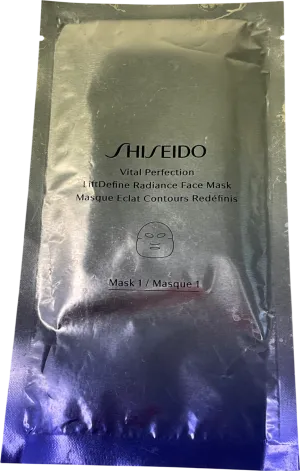 SHISEIDO
Vital Perfection
LiftDefine Radiance Face Mask
Masque Eclat Contours Redéfinis
Mask 1 / Masque 1